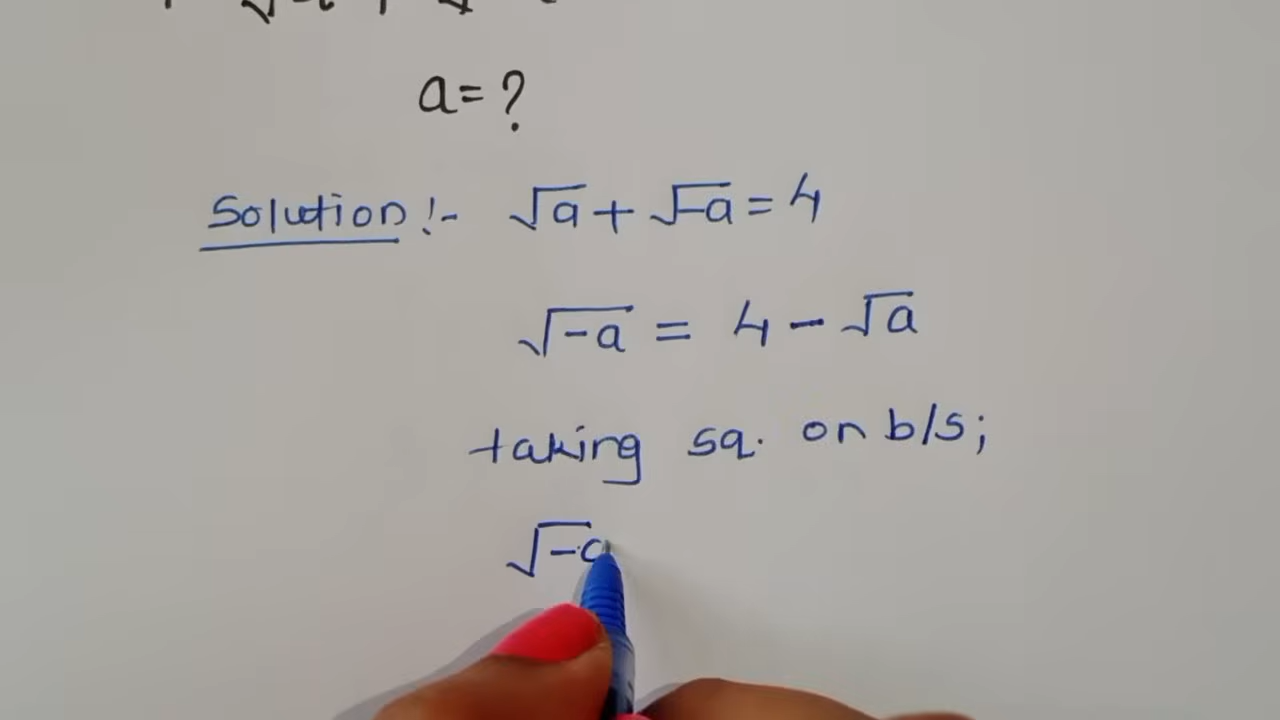 a = ?
Solution :- √a + √-a = 4
√-a = 4 - √a
taking sq. on b/s;
√-a